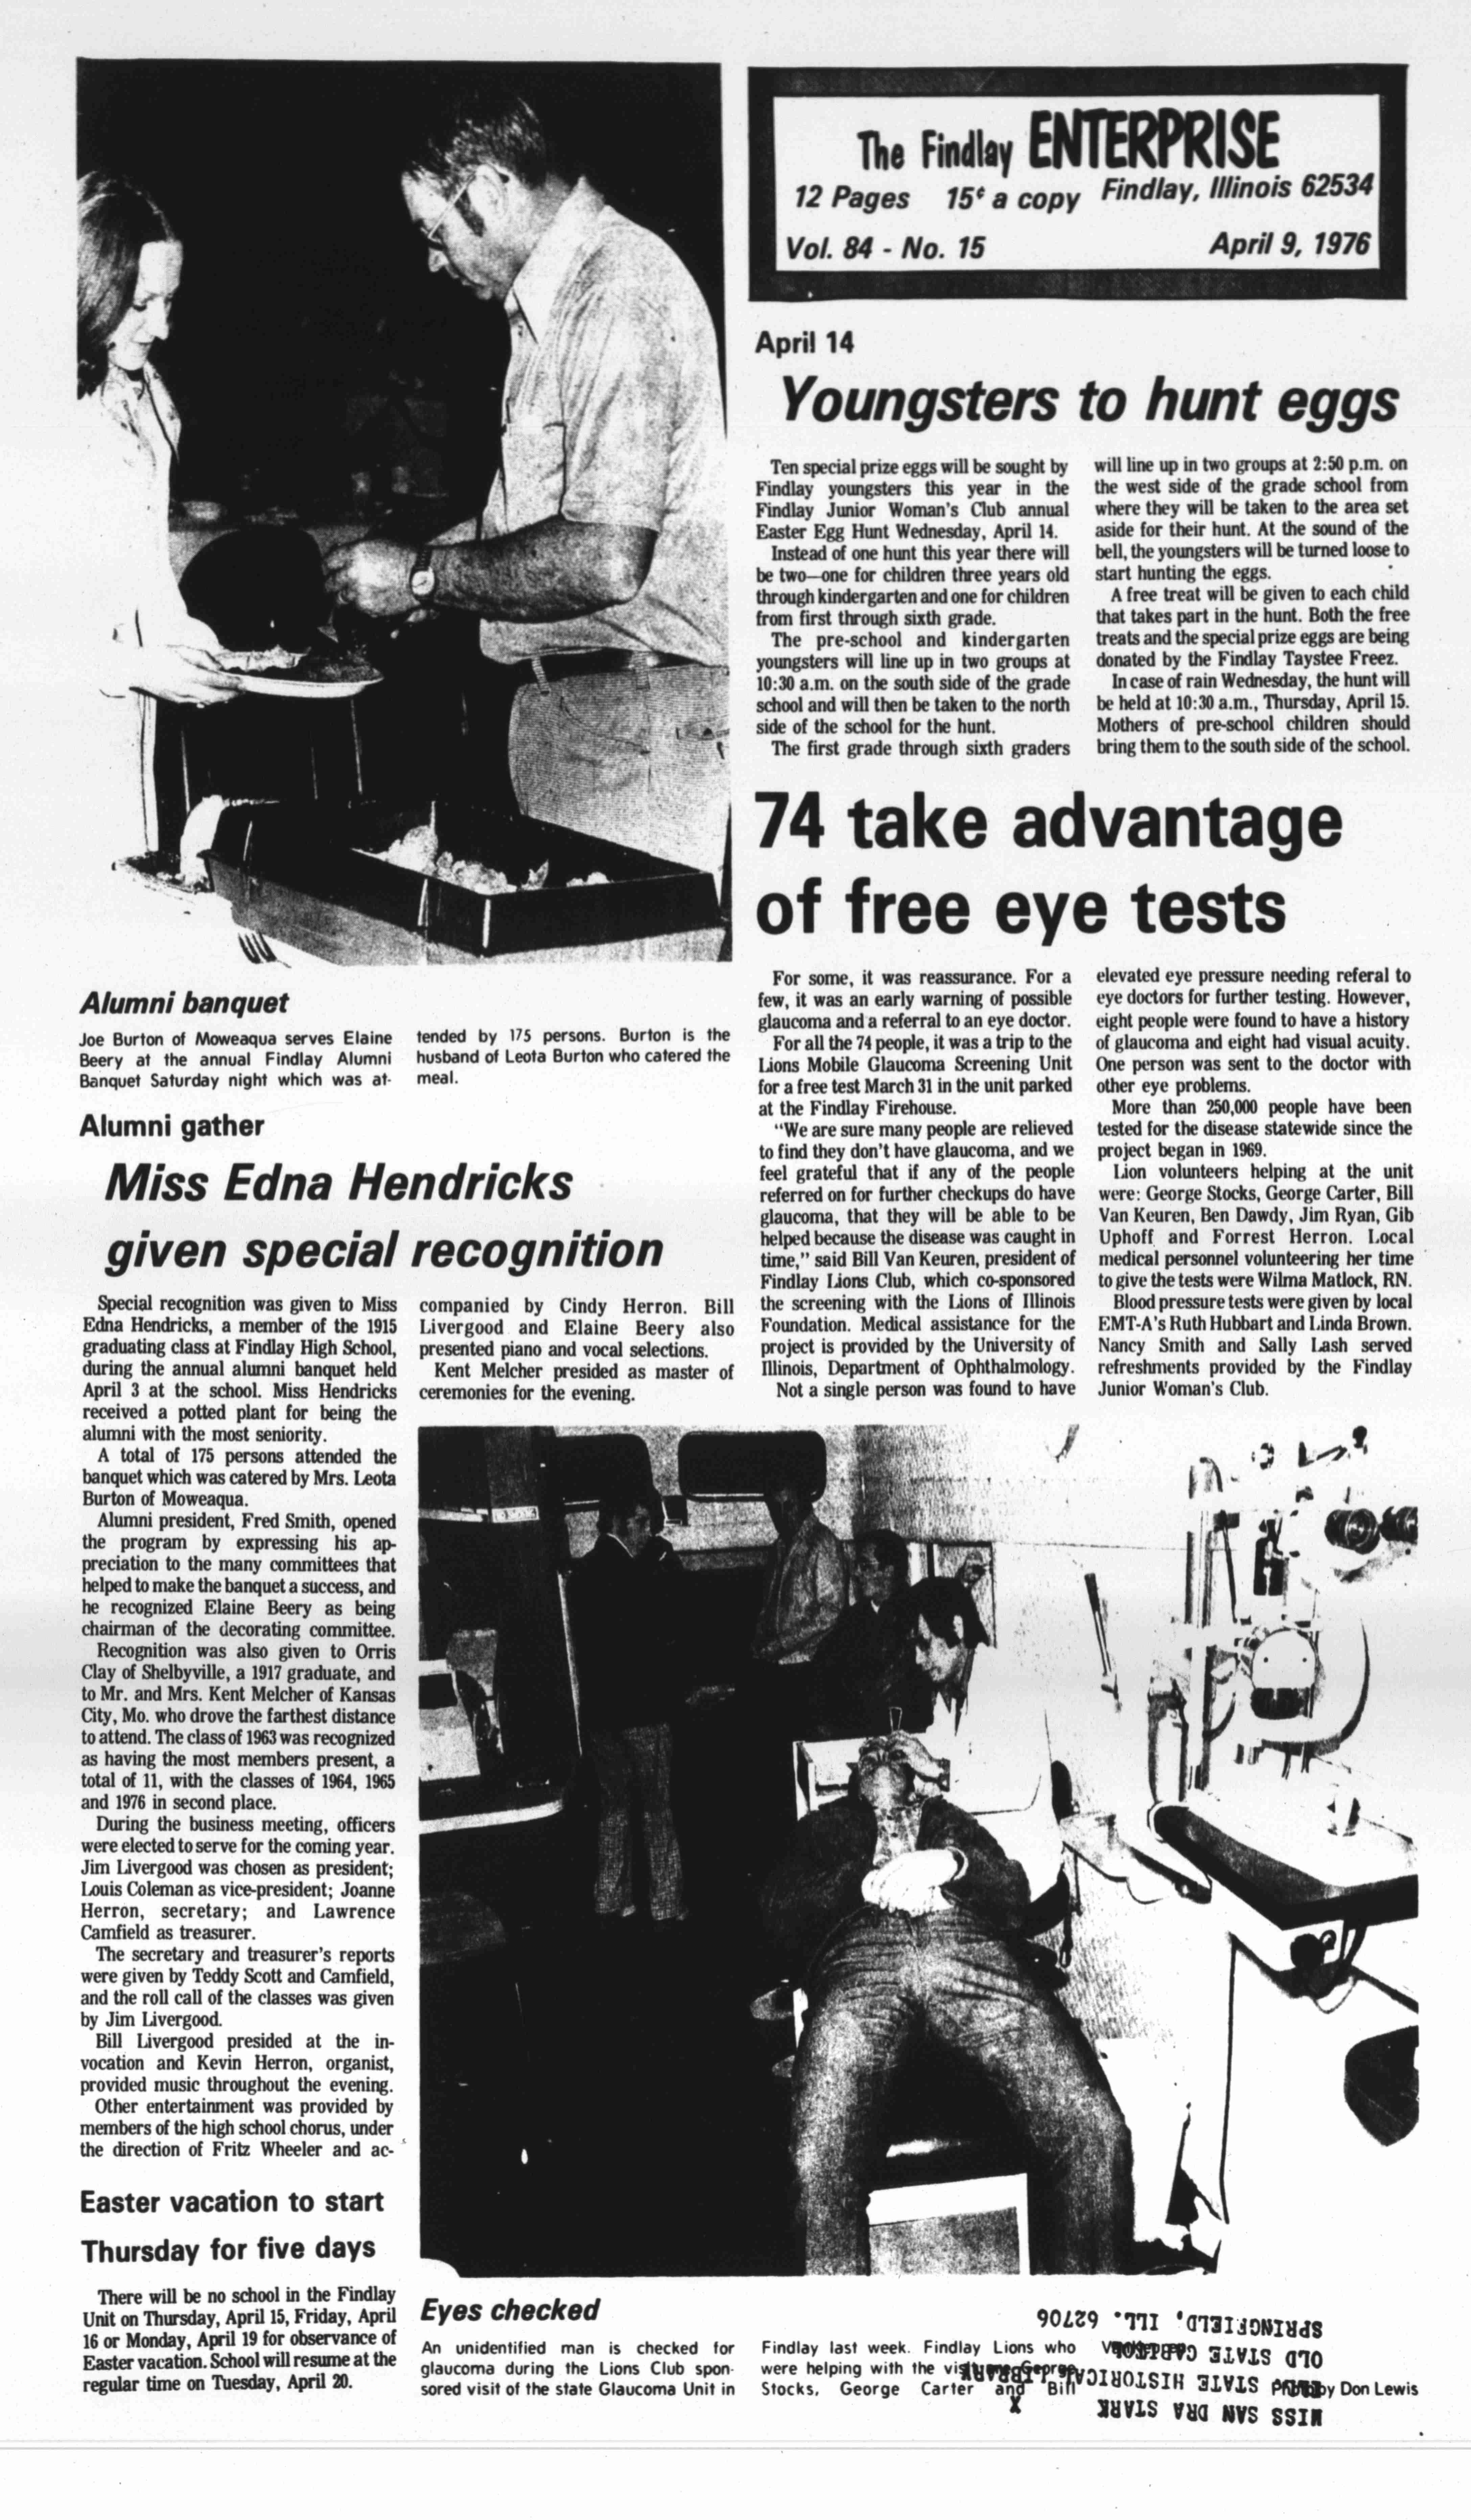 The Findlay ENTERPRISE
12 Pages 15¢ a copy Findlay, Illinois 62534
Vol. 84 - No. 15 April 9, 1976
April 14
Youngsters to hunt eggs
Ten special prize eggs will be sought by
Findlay youngsters this year in the
Findlay Junior Woman's Club annual
Easter Egg Hunt Wednesday, April 14.
Instead of one hunt this year there will
be two—one for children three years old
through kindergarten and one for children
from first through sixth grade.
The pre-school and kindergarten
youngsters will line up in two groups at
10:30 a.m. on the south side of the grade
school and will then be taken to the north
side of the school for the hunt.
The first grade through sixth graders
will line up in two groups at 2:50 p.m. on
the west side of the grade school from
where they will be taken to the area set
aside for their hunt. At the sound of the
bell, the youngsters will be turned loose to
start hunting the eggs.
A free treat will be given to each child
that takes part in the hunt. Both the free
treats and the special prize eggs are being
donated by the Findlay Taystee Freez.
In case of rain Wednesday, the hunt will
be held at 10:30 a.m., Thursday, April 15.
Mothers of pre-school children should
bring them to the south side of the school.
74 take advantage
of free eye tests
For some, it was reassurance. For a
few, it was an early warning of possible
glaucoma and a referral to an eye doctor.
For all the 74 people, it was a trip to the
Lions Mobile Glaucoma Screening Unit
for a free test March 31 in the unit parked
at the Findlay Firehouse.
"We are sure many people are relieved
to find they don't have glaucoma, and we
feel grateful that if any of the people
referred on for further checkups do have
glaucoma, that they will be able to be
helped because the disease was caught in
time," said Bill Van Keuren, president of
Findlay Lions Club, which co-sponsored
the screening with the Lions of Illinois
Foundation. Medical assistance for the
project is provided by the University of
Illinois, Department of Ophthalmology.
Not a single person was found to have
elevated eye pressure needing referal to
eye doctors for further testing. However,
eight people were found to have a history
of glaucoma and eight had visual acuity.
One person was sent to the doctor with
other eye problems.
More than 250,000 people have been
tested for the disease statewide since the
project began in 1969.
Lion volunteers helping at the unit
were: George Stocks, George Carter, Bill
Van Keuren, Ben Dawdy, Jim Ryan, Gib
Uphoff and Forrest Herron. Local
medical personnel volunteering her time
to give the tests were Wilma Matlock, RN.
Blood pressure tests were given by local
EMT-A's Ruth Hubbart and Linda Brown.
Nancy Smith and Sally Lash served
refreshments provided by the Findlay
Junior Woman's Club.
Alumni banquet
Joe Burton of Moweaqua serves Elaine
Beery at the annual Findlay Alumni
Banquet Saturday night which was at-
tended by 175 persons. Burton is the
husband of Leota Burton who catered the
meal.
Alumni gather
Miss Edna Hendricks
given special recognition
Special recognition was given to Miss
Edna Hendricks, a member of the 1915
graduating class at Findlay High School,
during the annual alumni banquet held
April 3 at the school. Miss Hendricks
received a potted plant for being the
alumni with the most seniority.
A total of 175 persons attended the
banquet which was catered by Mrs. Leota
Burton of Moweaqua.
Alumni president, Fred Smith, opened
the program by expressing his ap-
preciation to the many committees that
helped to make the banquet a success, and
he recognized Elaine Beery as being
chairman of the decorating committee.
Recognition was also given to Orris
Clay of Shelbyville, a 1917 graduate, and
to Mr. and Mrs. Kent Melcher of Kansas
City, Mo. who drove the farthest distance
to attend. The class of 1963 was recognized
as having the most members present, a
total of 11, with the classes of 1964, 1965
and 1976 in second place.
During the business meeting, officers
were elected to serve for the coming year.
Jim Livergood was chosen as president;
Louis Coleman as vice-president; Joanne
Herron, secretary; and Lawrence
Camfield as treasurer.
The secretary and treasurer's reports
were given by Teddy Scott and Camfield,
and the roll call of the classes was given
by Jim Livergood.
Bill Livergood presided at the in-
vocation and Kevin Herron, organist,
provided music throughout the evening.
Other entertainment was provided by
members of the high school chorus, under
the direction of Fritz Wheeler and ac-
companied by Cindy Herron. Bill
Livergood and Elaine Beery also
presented piano and vocal selections.
Kent Melcher presided as master of
ceremonies for the evening.
Easter vacation to start
Thursday for five days
There will be no school in the Findlay
Unit on Thursday, April 15, Friday, April
16 or Monday, April 19 for observance of
Easter vacation. School will resume at the
regular time on Tuesday, April 20.
Eyes checked
An unidentified man is checked for
glaucoma during the Lions Club spon-
sored visit of the state Glaucoma Unit in
Findlay last week. Findlay Lions who
were helping with the visit were George
Stocks, George Carter and Bill
by Don Lewis
MISS SAN DRA STARK
STATE HISTORICAL LIBRARY
OLD STATE CAPITOL
SPRINGFIELD, ILL. 62706
X